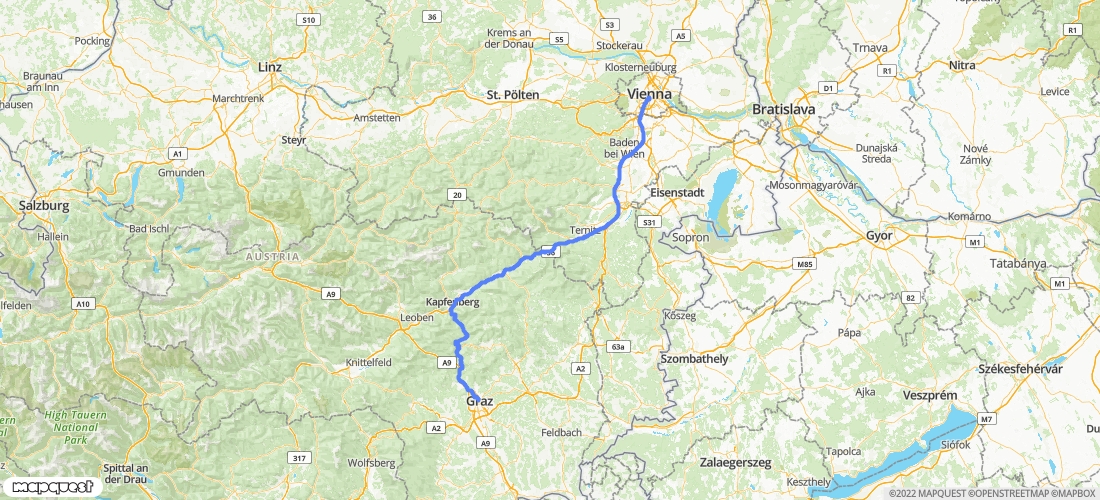 S10
36
Krems an
der Donau
S5
S3
Stockerau
A5
R1
Pocking
Klosterneuburg
Trnava
R1
Nitra
Linz
Braunau
am Inn
hausen
Marchtrenk
St. Pölten
Vienna
D1
Levice
Amstetten
Bratislava
Steyr
A1
Baden
bei Wien
Dunajská
Streda
Nové
Zámky
Gmunden
Mosonmagyaróvár
20
Eisenstadt
Salzburg
Bad Ischl
S31
Komárno
Hallein
Ternitz
Sopron
Gyor
M1
AUSTRIA
S6
M85
Tatabánya
M1
A9
A10
lfelden
Kapfenberg
82
Leoben
Kőszeg
Pápa
63a
Szombathely
Knittelfeld
A9
A2
Székesfehérvár
Ajka
Veszprém
Graz
High Tauern
National
Park
M7
A2
A9
Feldbach
Siófok
Du
317
Tapolca
Wolfsberg
Zalaegerszeg
Spittal an
der Drau
Keszthely
mapquest
©2022 MAPQUEST ©OPENSTREETMAP ©MAPBOX